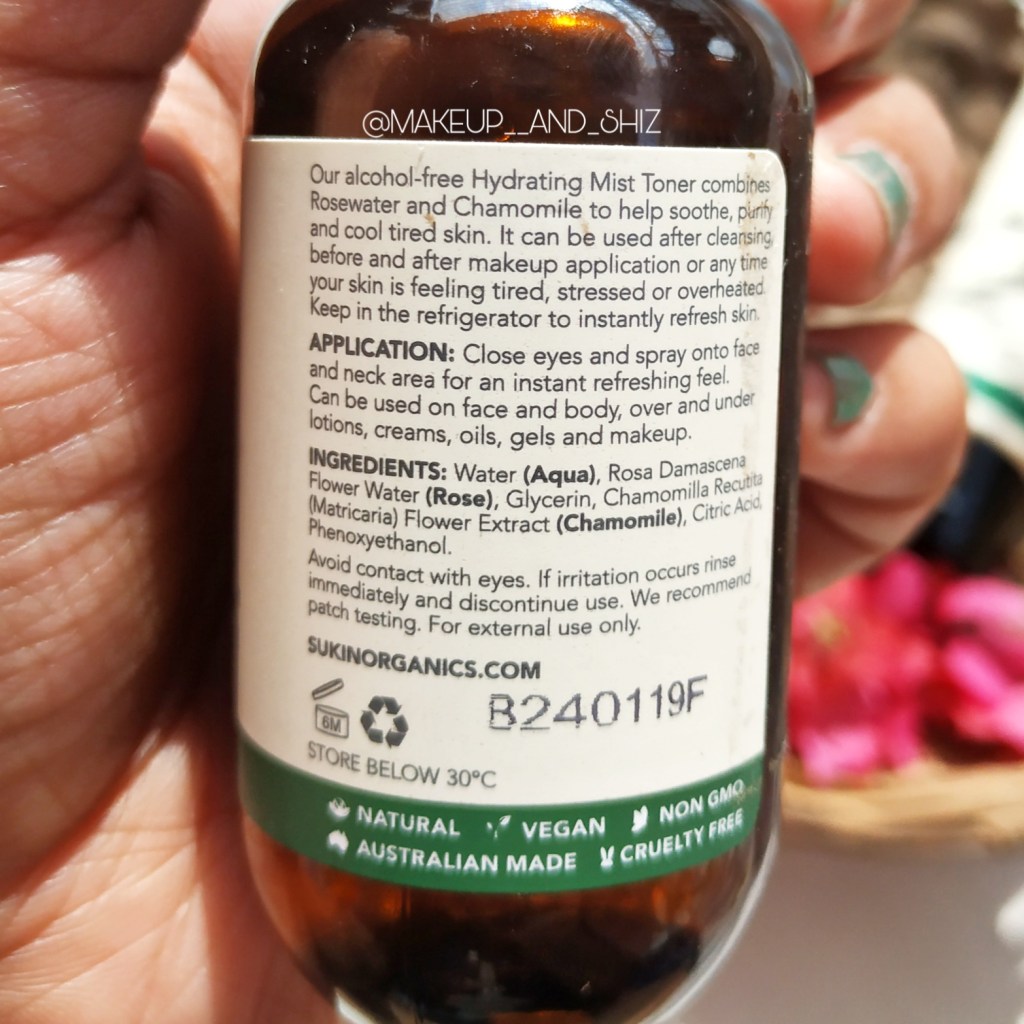 @MAKEUP__AND_SHIZ
Our alcohol-free Hydrating Mist Toner combines
Rosewater and Chamomile to help soothe, purify
and cool tired skin. It can be used after cleansing,
before and after makeup application or any time
your skin is feeling tired, stressed or overheated.
Keep in the refrigerator to instantly refresh skin.
APPLICATION: Close eyes and spray onto face
and neck area for an instant refreshing feel.
Can be used on face and body, over and under
lotions, creams, oils, gels and makeup.
INGREDIENTS: Water (Aqua), Rosa Damascena
Flower Water (Rose), Glycerin, Chamomilla Recutita
(Matricaria) Flower Extract (Chamomile), Citric Acid,
Phenoxyethanol.
Avoid contact with eyes. If irritation occurs rinse
immediately and discontinue use. We recommend
patch testing. For external use only.
SUKINORGANICS.COM
6M
B240119F
STORE BELOW 30°C
NATURAL VEGAN NON GMO
AUSTRALIAN MADE CRUELTY FREE